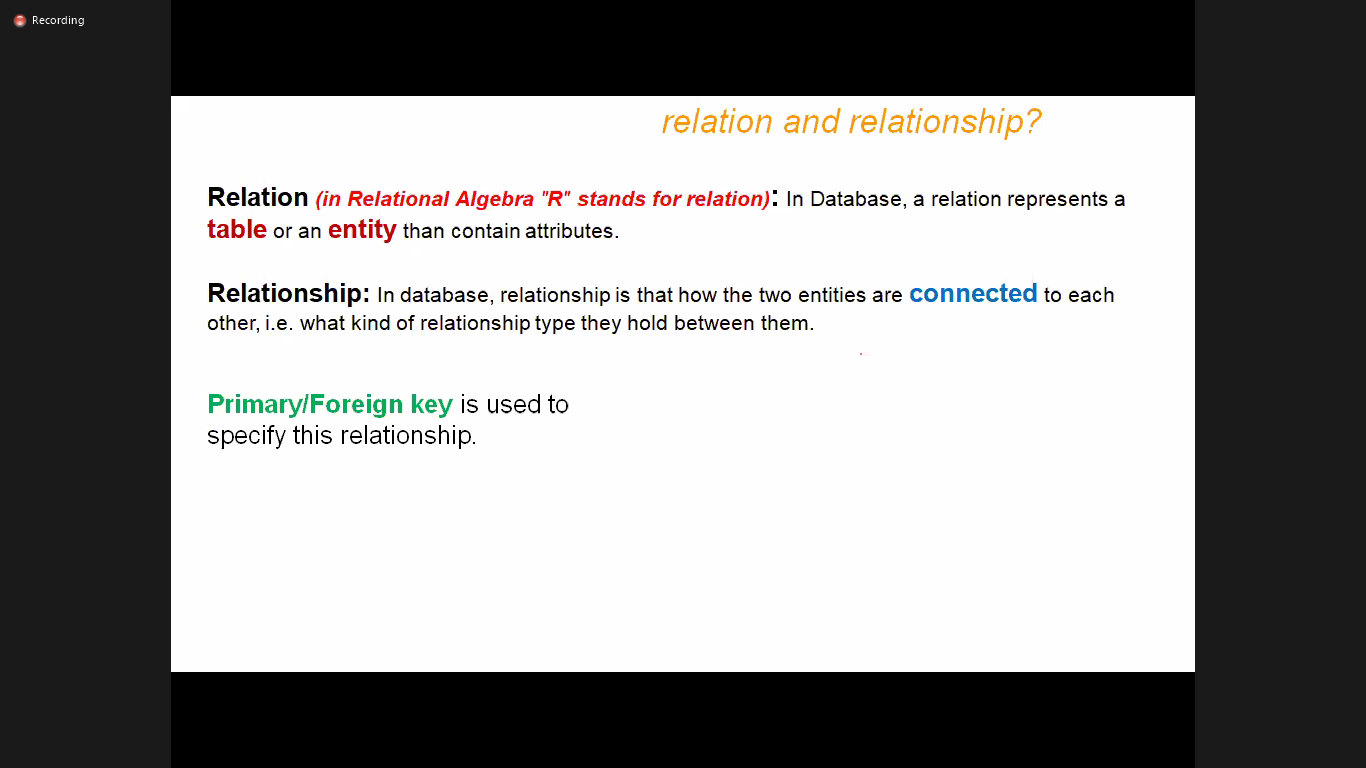 Recording
relation and relationship?
Relation (in Relational Algebra "R" stands for relation): In Database, a relation represents a
table or an entity than contain attributes.
Relationship: In database, relationship is that how the two entities are connected to each
other, i.e. what kind of relationship type they hold between them.
Primary/Foreign key is used to
specify this relationship.